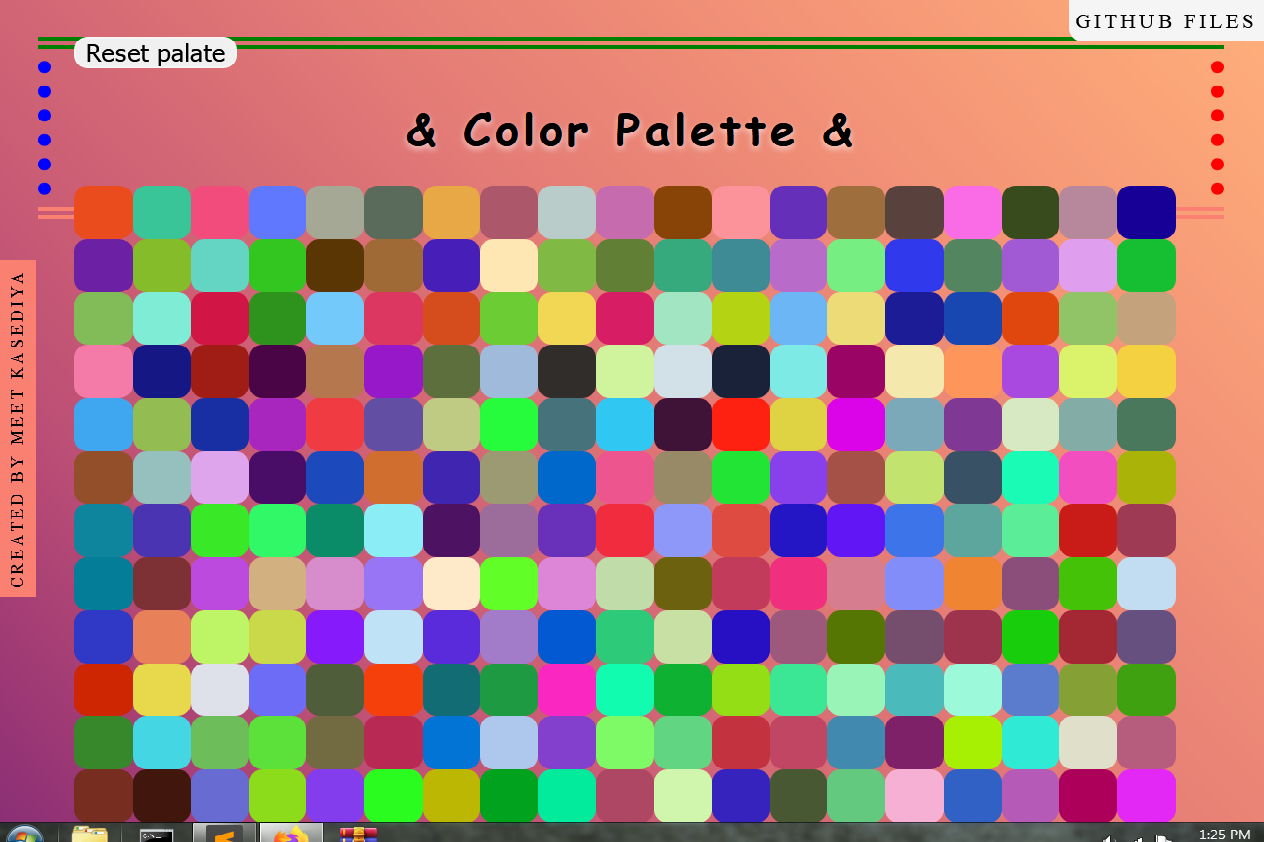 GITHUB FILES
Reset palate
& Color Palette &
CREATED BY MEET KASEDIYA
1:25 PM